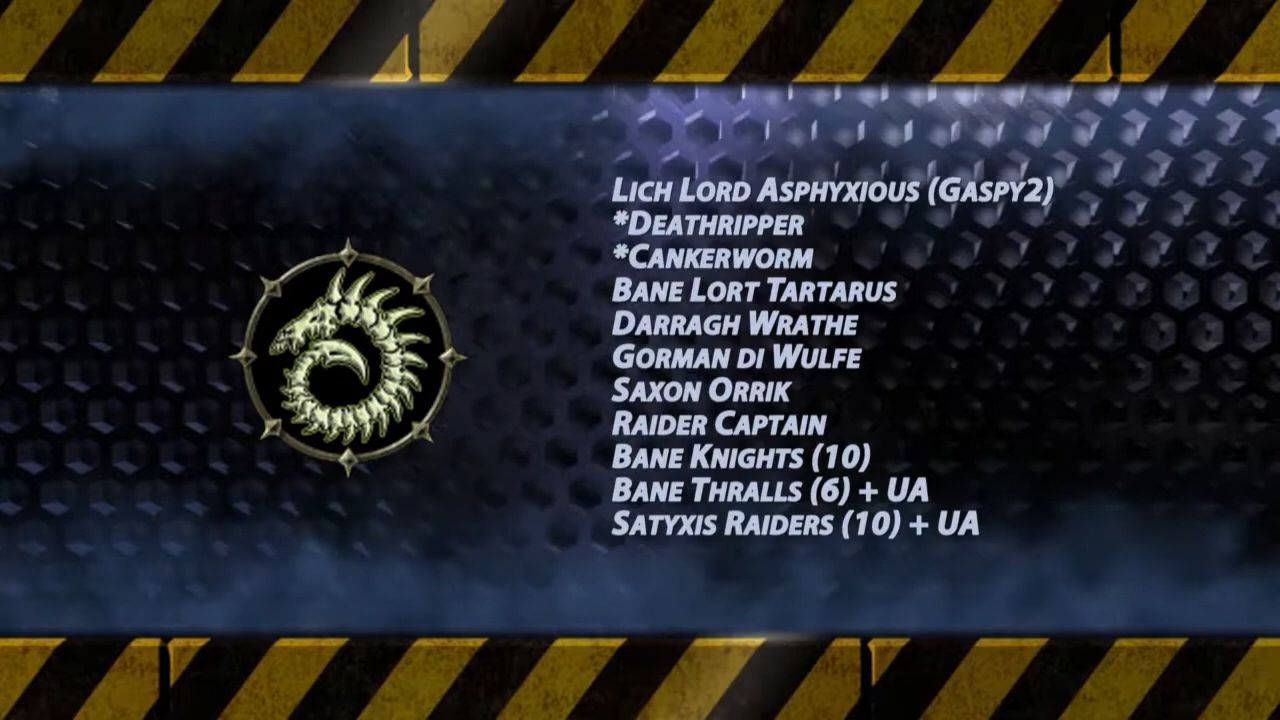 Lich Lord Asphyxious (Gaspy2)
*Deathripper
*Cankerworm
Bane Lort Tartarus
Darragh Wrathe
Gorman di Wulfe
Saxon Orrik
Raider Captain
Bane Knights (10)
Bane Thralls (6) + UA
Satyxis Raiders (10) + UA